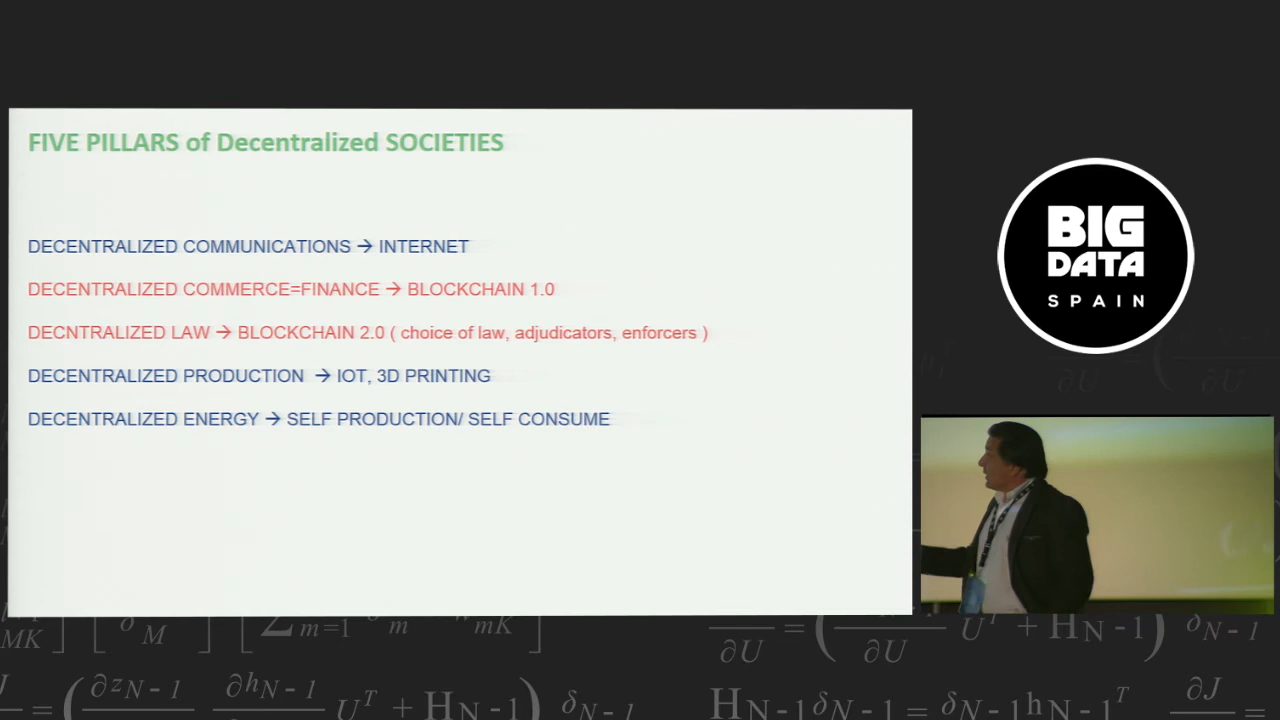 FIVE PILLARS of Decentralized SOCIETIES
DECENTRALIZED COMMUNICATIONS → INTERNET
DECENTRALIZED COMMERCE=FINANCE → BLOCKCHAIN 1.0
DECNTRALIZED LAW → BLOCKCHAIN 2.0 ( choice of law, adjudicators, enforcers )
DECENTRALIZED PRODUCTION → IOT, 3D PRINTING
DECENTRALIZED ENERGY → SELF PRODUCTION/ SELF CONSUME
BIG
DATA
SPAIN